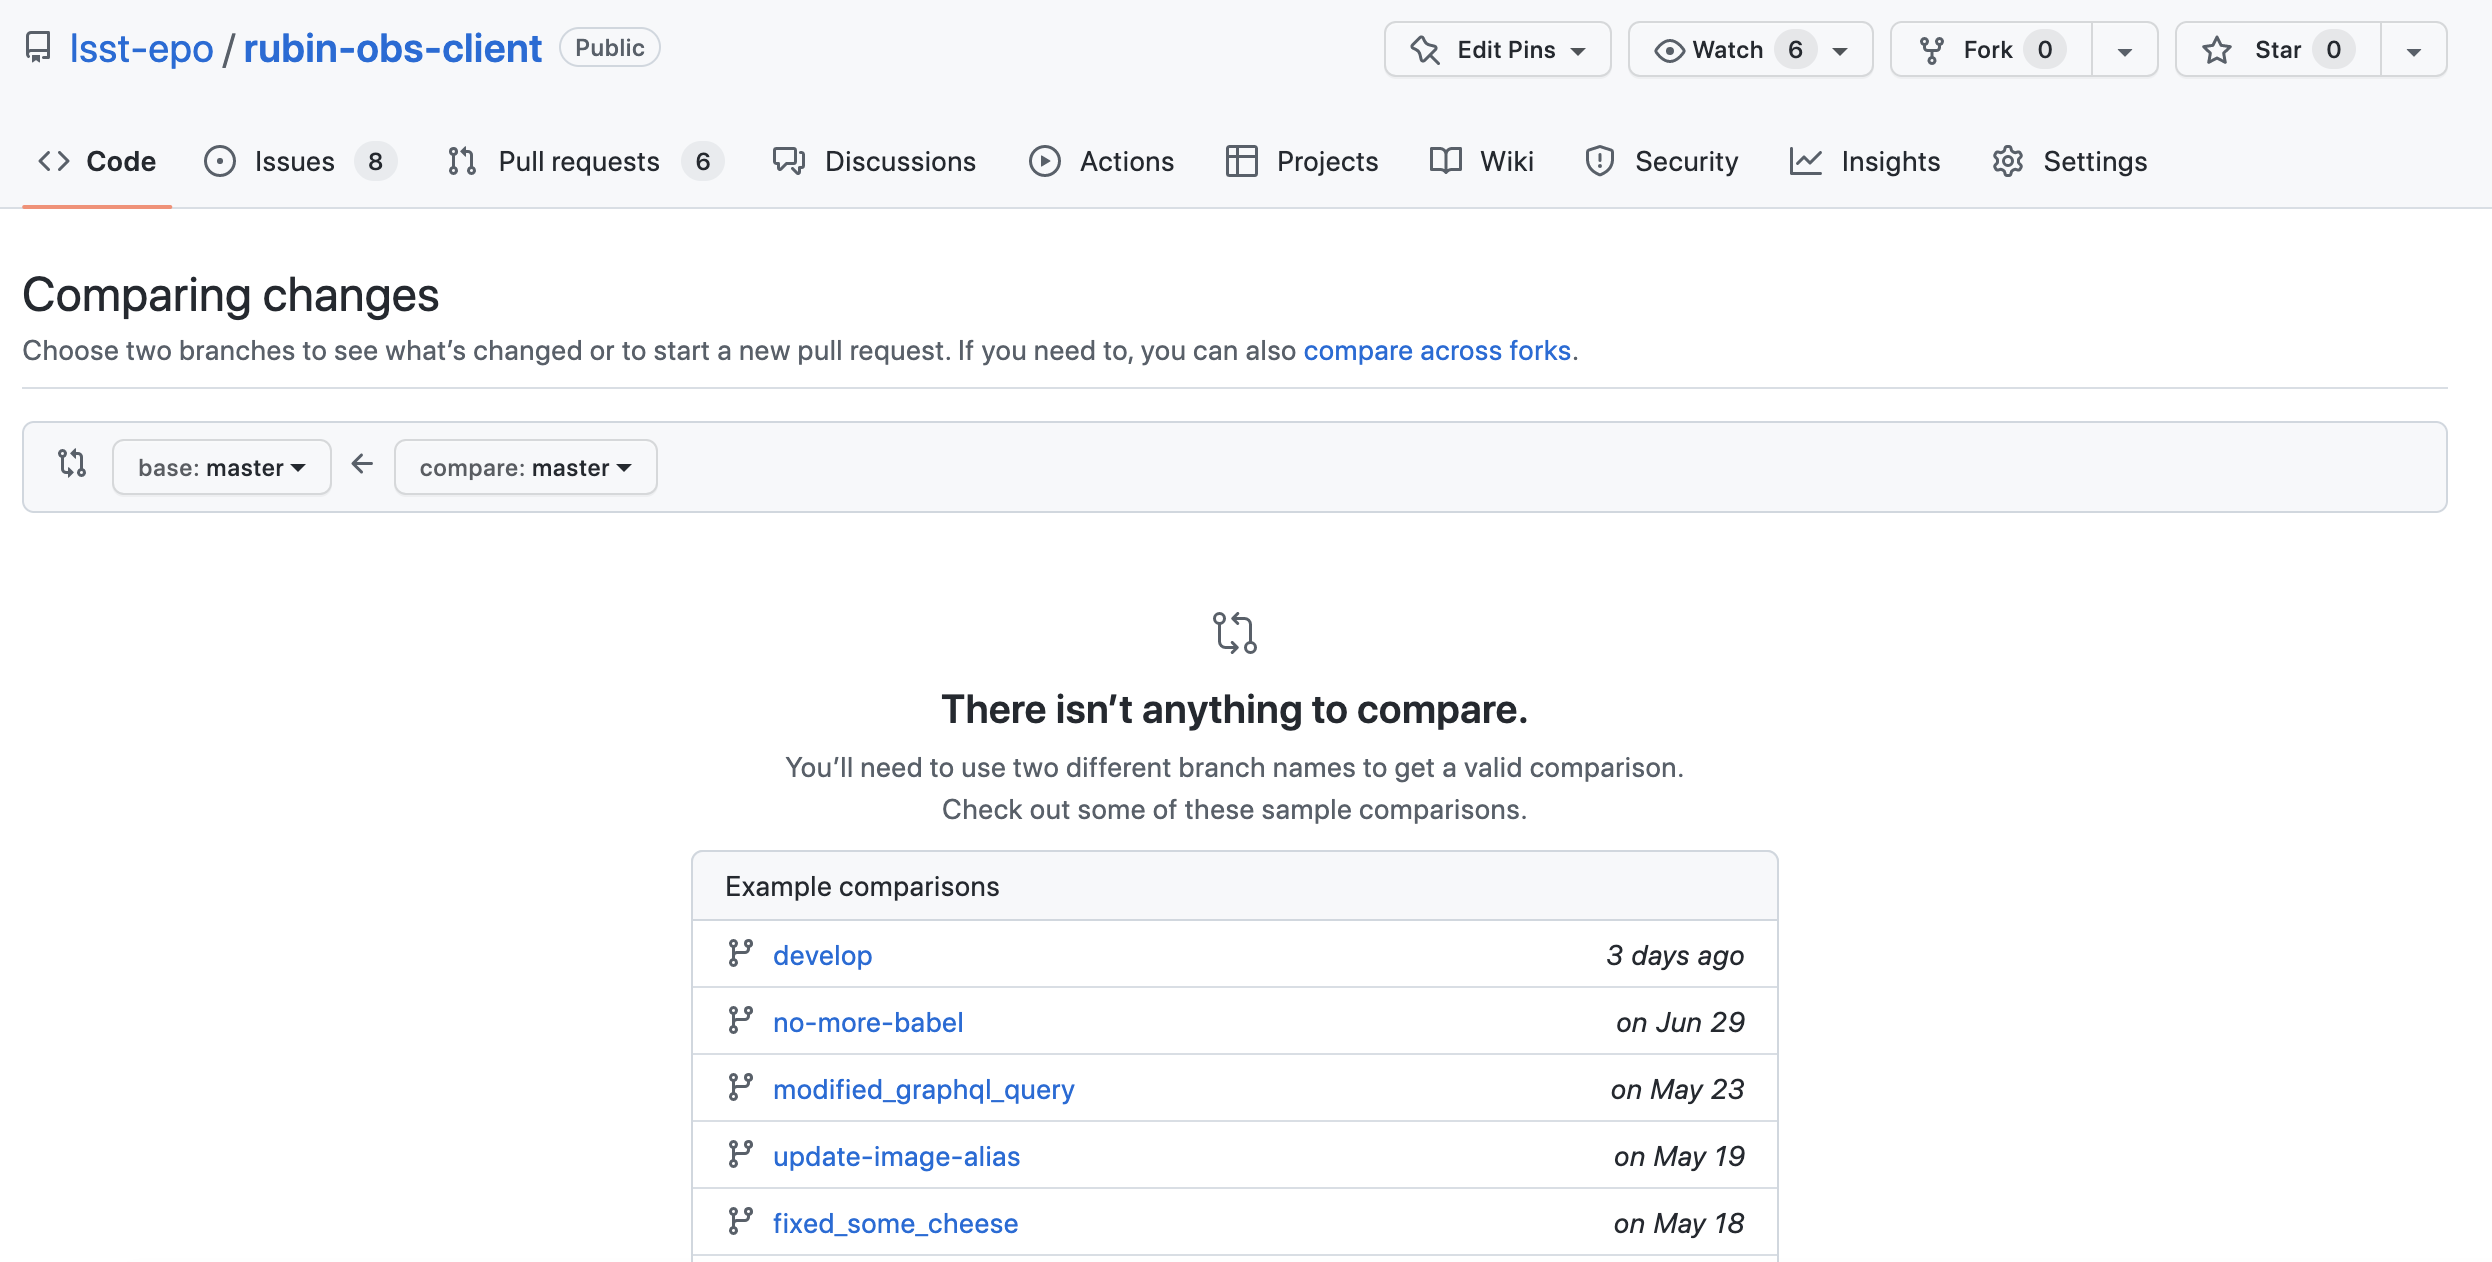 lsst-epo / rubin-obs-client Public Edit Pins Watch 6 Fork 0 Star 0
Code Issues 8 Pull requests 6 Discussions Actions Projects Wiki Security Insights Settings
Comparing changes
Choose two branches to see what’s changed or to start a new pull request. If you need to, you can also compare across forks.
base: master compare: master
There isn’t anything to compare.
You’ll need to use two different branch names to get a valid comparison.
Check out some of these sample comparisons.
Example comparisons
develop 3 days ago
no-more-babel on Jun 29
modified_graphql_query on May 23
update-image-alias on May 19
fixed_some_cheese on May 18